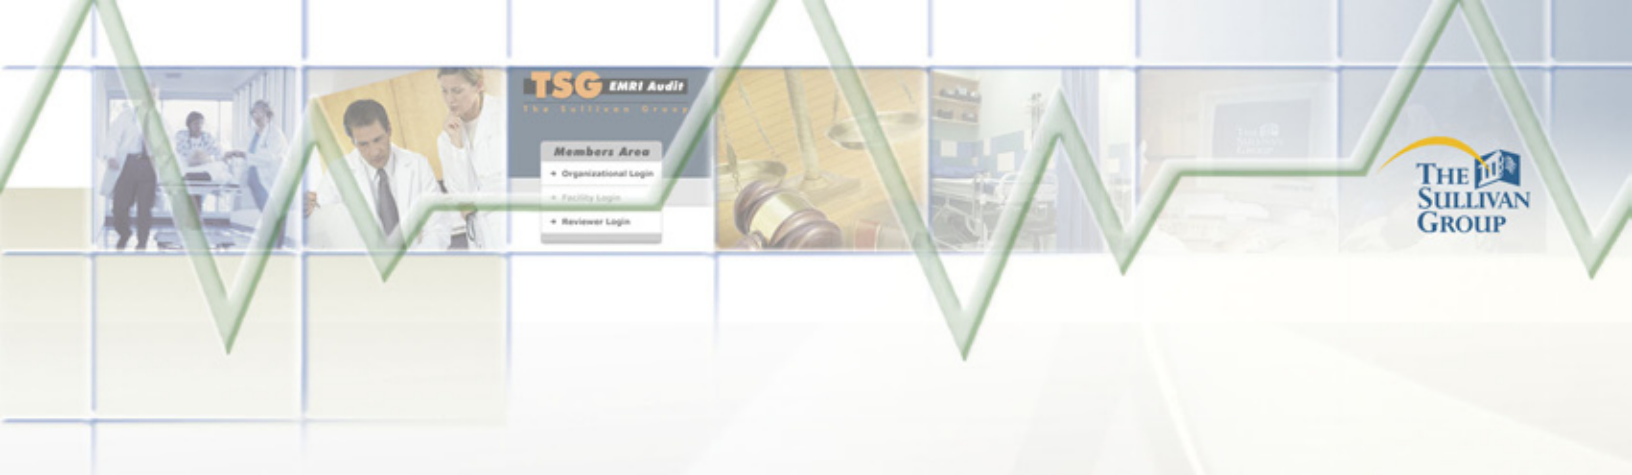 TSG EMRI Audit
The Sullivan Group
Members Area
Organizational Login
Facility Login
Reviewer Login
THE
SULLIVAN
GROUP